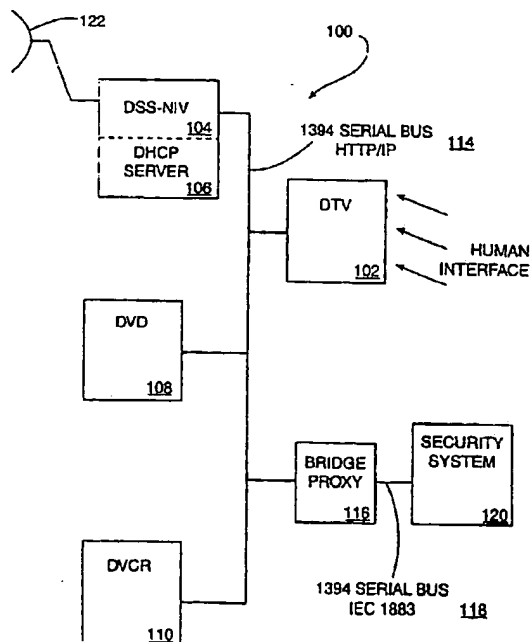 122
100
DSS-NIV
104
DHCP
SERVER
106
1394 SERIAL BUS
HTTP/IP
114
DTV
102
HUMAN
INTERFACE
DVD
108
BRIDGE
PROXY
116
SECURITY
SYSTEM
120
DVCR
110
1394 SERIAL BUS
IEC 1883
118